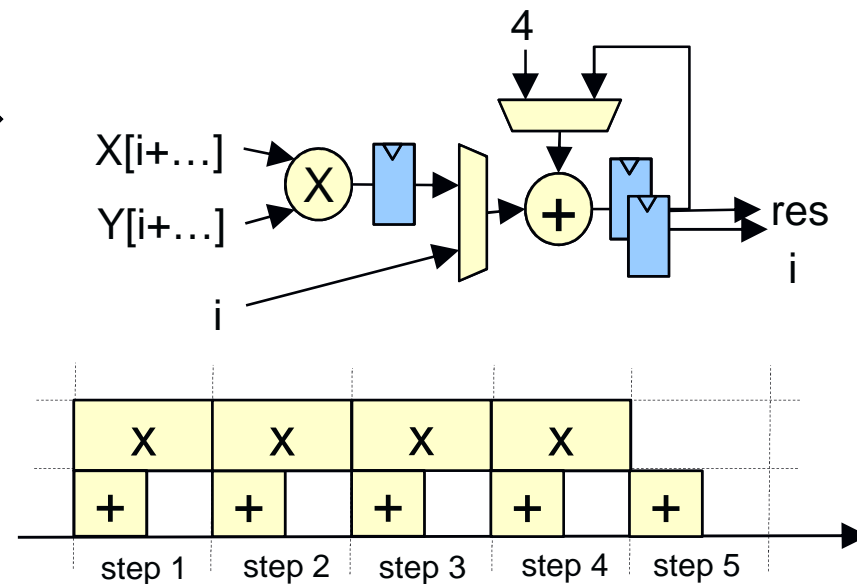 4
X[i+…]
X
Y[i+…]
+
res
i
i
x x x x
+ + + + +
step 1 step 2 step 3 step 4 step 5